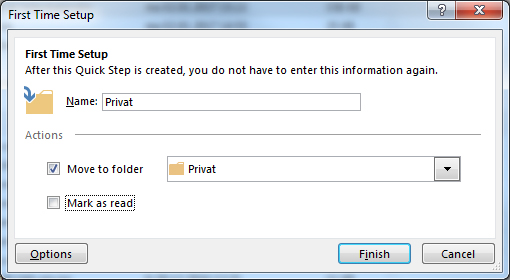 First Time Setup
First Time Setup
After this Quick Step is created, you do not have to enter this information again.
Name: Privat
Actions
Move to folder Privat
Mark as read
Options Finish Cancel